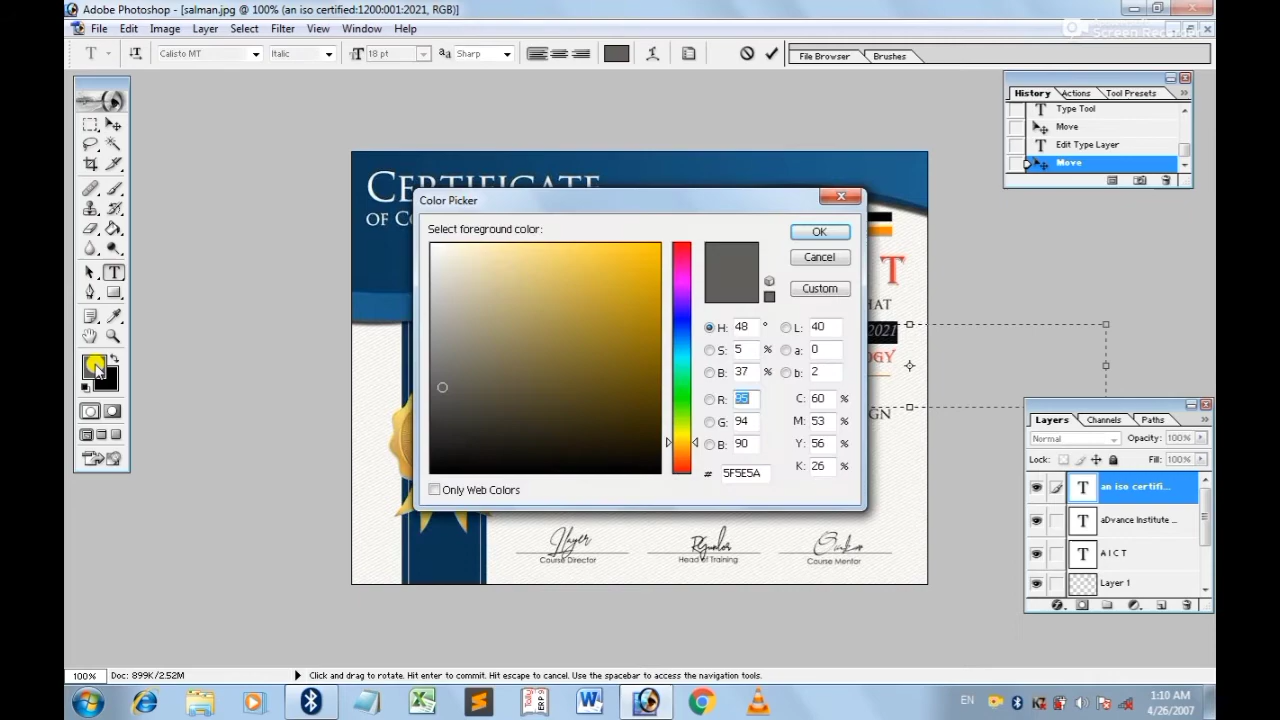 Adobe Photoshop - [salman.jpg @ 100% (an iso certified:1200:001:2021, RGB)]
File Edit Image Layer Select Filter View Window Help
T Calisto MT Italic T 18 pt aa Sharp File Browser Brushes
History Actions Tool Presets
Type Tool
Move
Edit Type Layer
Move
CERTIFICATE
OF CO
Color Picker
Select foreground color:
OK
Cancel
Custom
H: 48 ° L: 40
S: 5 % a: 0
B: 37 % b: 2
R: 95 C: 60 %
G: 94 M: 53 %
B: 90 Y: 56 %
# 5F5E5A K: 26 %
Only Web Colors
T
HAT
2021
OGY
GN
Course Director
Head of Training
Course Mentor
Layers Channels Paths
Normal Opacity: 100%
Lock: Fill: 100%
T an iso certifi...
T aDvance Institute ...
T A I C T
Layer 1
100% Doc: 899K/2.52M Click and drag to rotate. Hit enter to commit. Hit escape to cancel. Use the spacebar to access the navigation tools.
EN
1:10 AM
4/26/2007